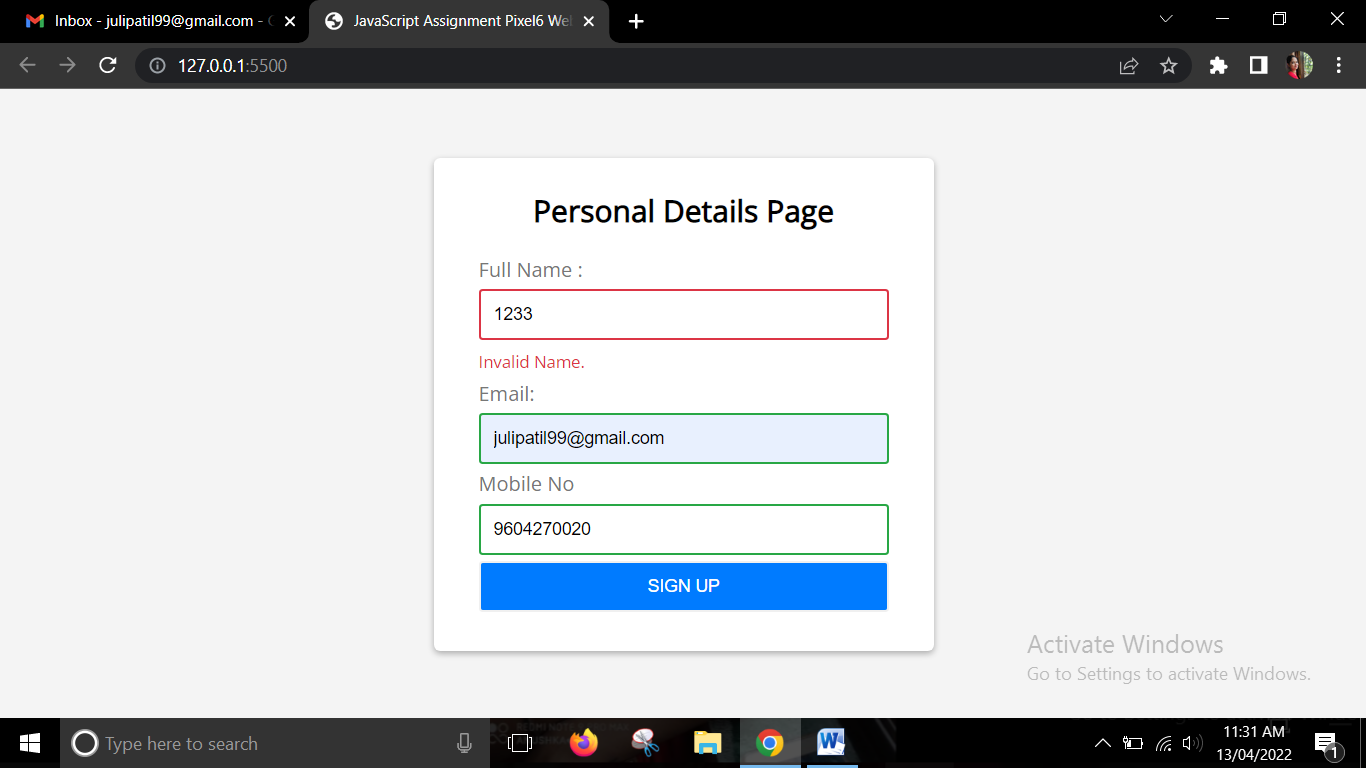 Inbox - julipatil99@gmail.com -
JavaScript Assignment Pixel6 We
127.0.0.1:5500
Personal Details Page
Full Name :
1233
Invalid Name.
Email:
julipatil99@gmail.com
Mobile No
9604270020
SIGN UP
Activate Windows
Go to Settings to activate Windows.
Type here to search
W
11:31 AM
13/04/2022
1